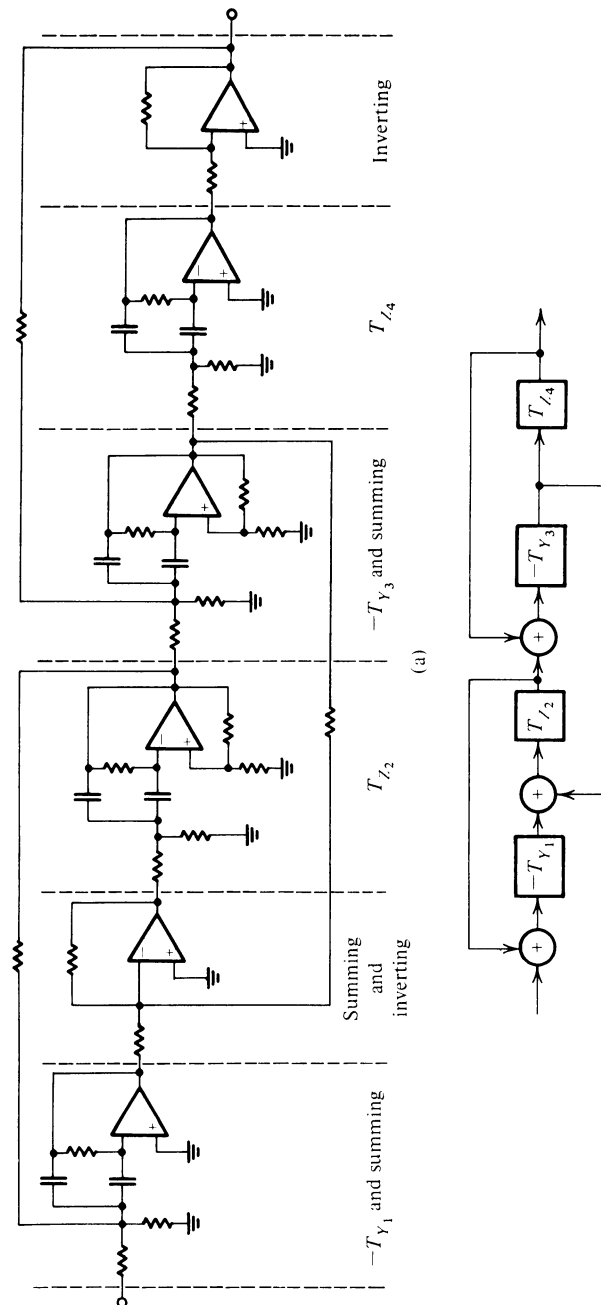 $-T_{Y_1}$ and summing
Summing
and
inverting
$T_{Z_2}$
$-T_{Y_3}$ and summing
$T_{Z_4}$
Inverting
+
+
−
+
−
+
+
−
+
+
(a)
+
$-T_{Y_1}$
+
$T_{Z_2}$
+
$-T_{Y_3}$
$T_{Z_4}$